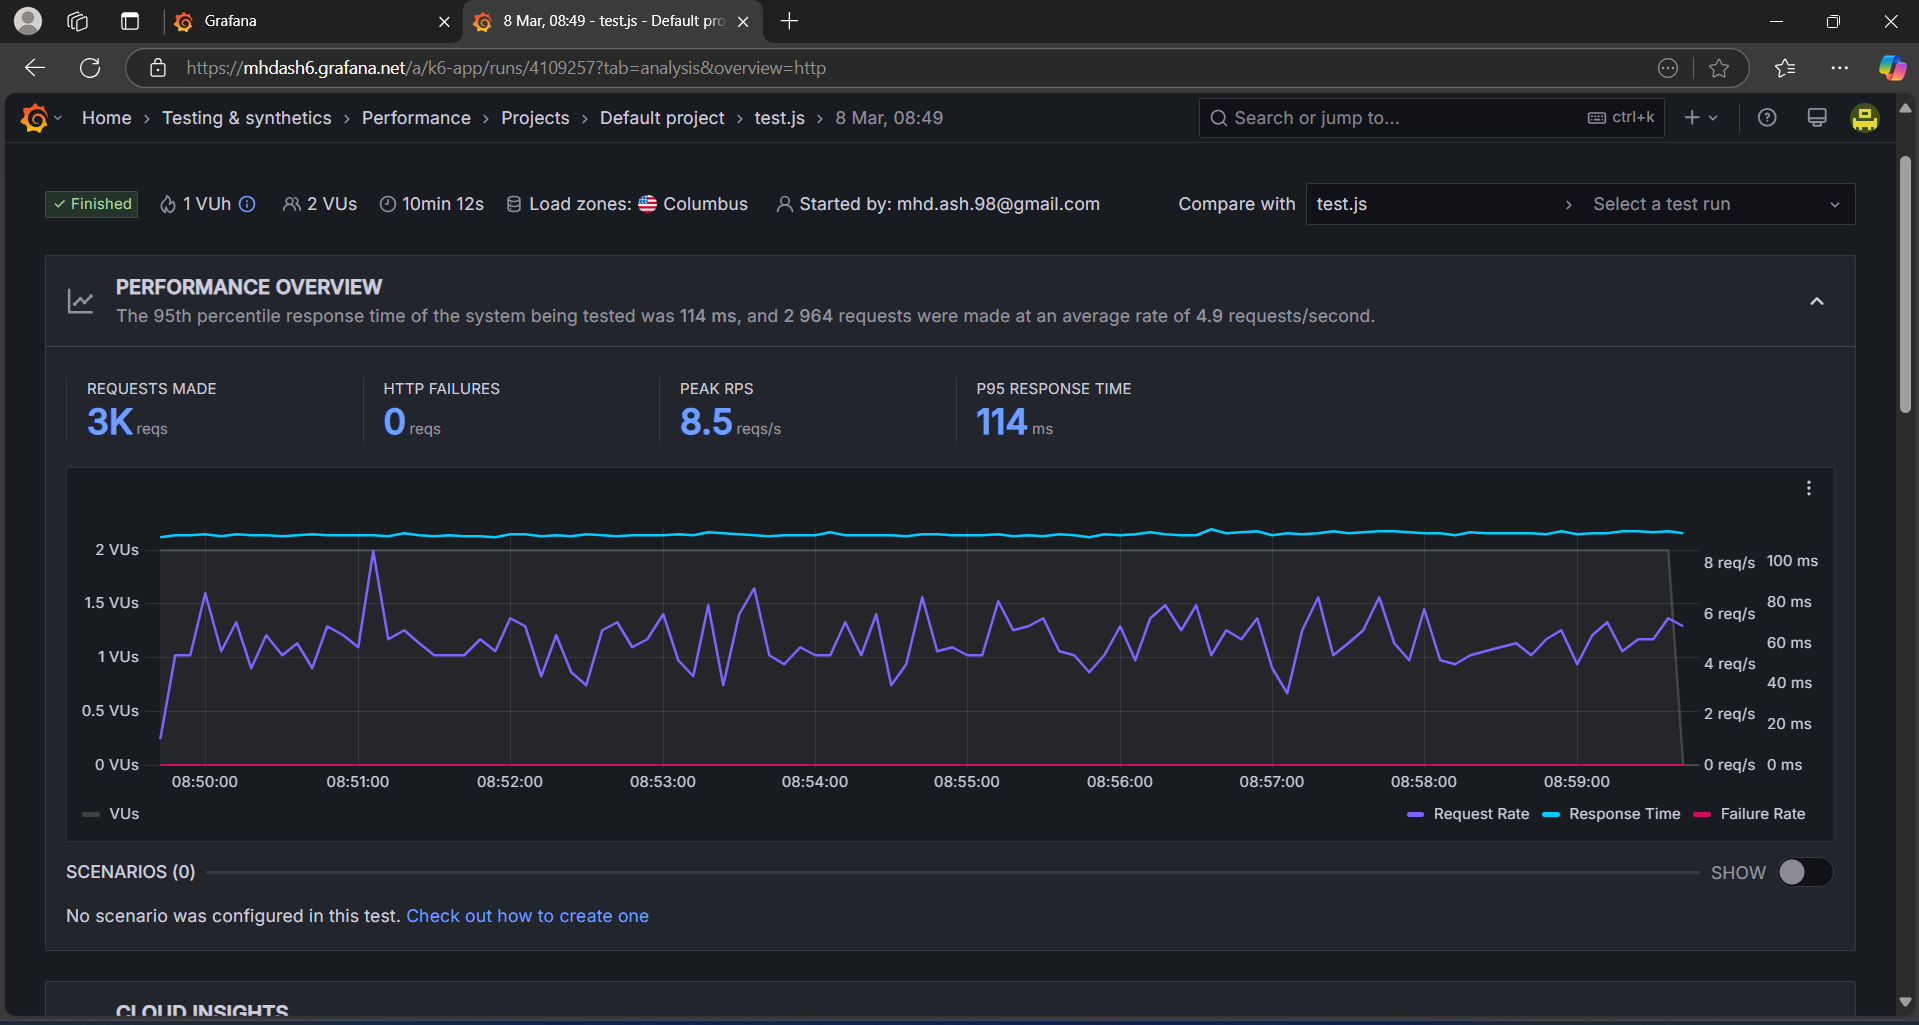 Grafana
8 Mar, 08:49 - test.js - Default pro
https://mhdash6.grafana.net/a/k6-app/runs/4109257?tab=analysis&overview=http
Home › Testing & synthetics › Performance › Projects › Default project › test.js › 8 Mar, 08:49
Search or jump to... ctrl+k
Finished 1 VUh 2 VUs 10min 12s Load zones: Columbus Started by: mhd.ash.98@gmail.com Compare with test.js › Select a test run
PERFORMANCE OVERVIEW
The 95th percentile response time of the system being tested was 114 ms, and 2 964 requests were made at an average rate of 4.9 requests/second.
REQUESTS MADE
3K reqs
HTTP FAILURES
0 reqs
PEAK RPS
8.5 reqs/s
P95 RESPONSE TIME
114 ms
2 VUs
1.5 VUs
1 VUs
0.5 VUs
0 VUs
8 req/s
6 req/s
4 req/s
2 req/s
0 req/s
100 ms
80 ms
60 ms
40 ms
20 ms
0 ms
08:50:00 08:51:00 08:52:00 08:53:00 08:54:00 08:55:00 08:56:00 08:57:00 08:58:00 08:59:00
VUs
Request Rate Response Time Failure Rate
SCENARIOS (0) SHOW
No scenario was configured in this test. Check out how to create one
CLOUD INSIGHTS